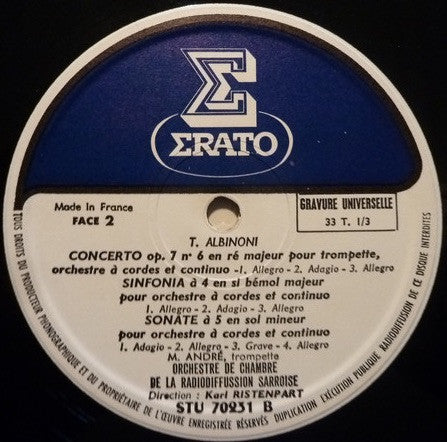 ΣRATO
Made in France
FACE 2
GRAVURE UNIVERSELLE
33 T. 1/3
T. ALBINONI
CONCERTO op. 7 n° 6 en ré majeur pour trompette,
orchestre à cordes et continuo -1. Allegro - 2. Adagio - 3. Allegro
SINFONIA à 4 en si bémol majeur
pour orchestre à cordes et continuo
1. Allegro - 2. Adagio - 3. Allegro
SONATE à 5 en sol mineur
pour orchestre à cordes et continuo
1. Adagio - 2. Allegro - 3. Grave - 4. Allegro
M. ANDRÉ, trompette
ORCHESTRE DE CHAMBRE
DE LA RADIODIFFUSSION SARROISE
Direction : Karl RISTENPART
STU 70231 B
TOUS DROITS DU PRODUCTEUR PHONOGRAPHIQUE ET DU PROPRIÉTAIRE DE L'ŒUVRE ENREGISTRÉE RÉSERVÉS DUPLICATION EXÉCUTION PUBLIQUE RADIODIFFUSION DE CE DISQUE INTERDITES